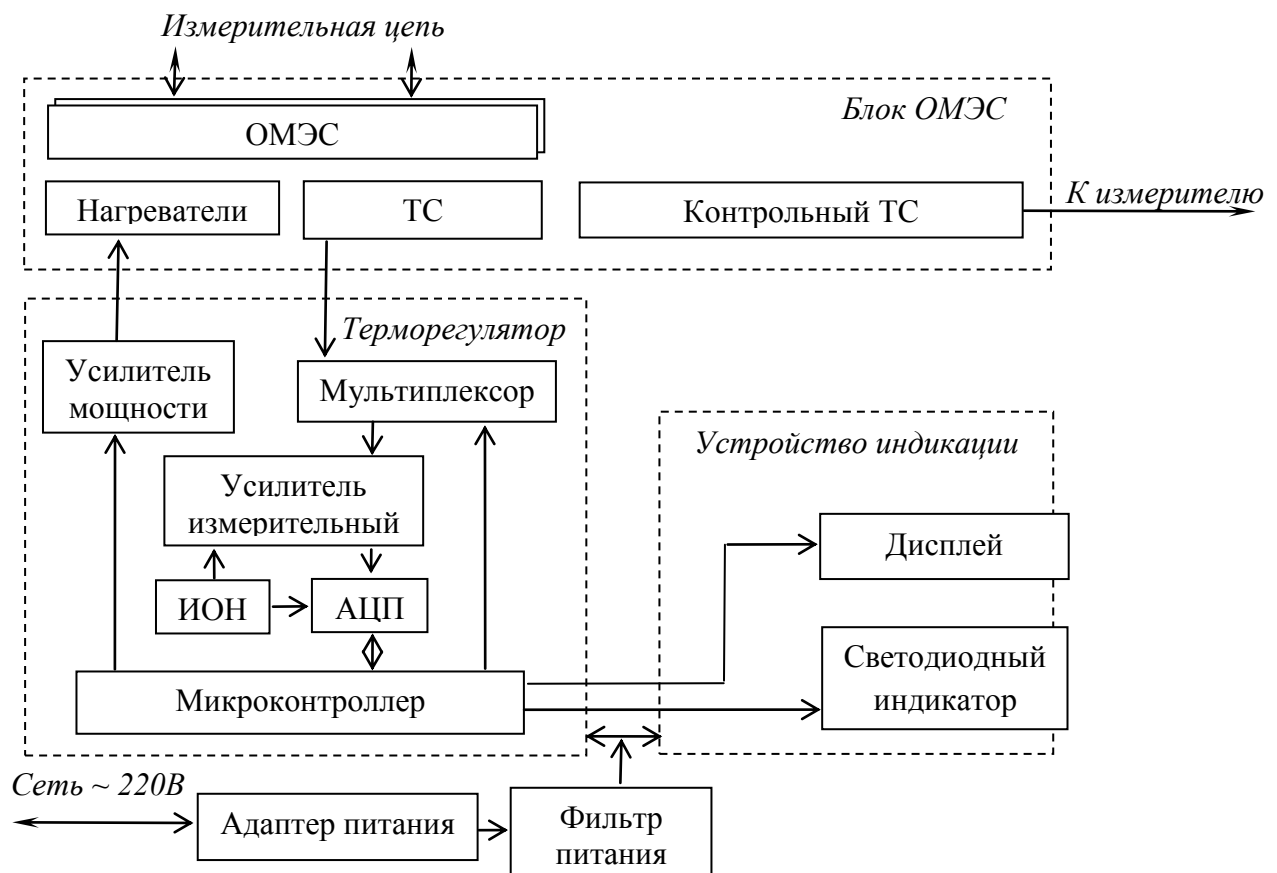 Измерительная цепь
Блок ОМЭС
ОМЭС
Нагреватели
ТС
Контрольный ТС
К измерителю
Терморегулятор
Усилитель
мощности
Мультиплексор
Устройство индикации
Усилитель
измерительный
Дисплей
ИОН
АЦП
Светодиодный
индикатор
Микроконтроллер
Сеть ~ 220В
Адаптер питания
Фильтр
питания